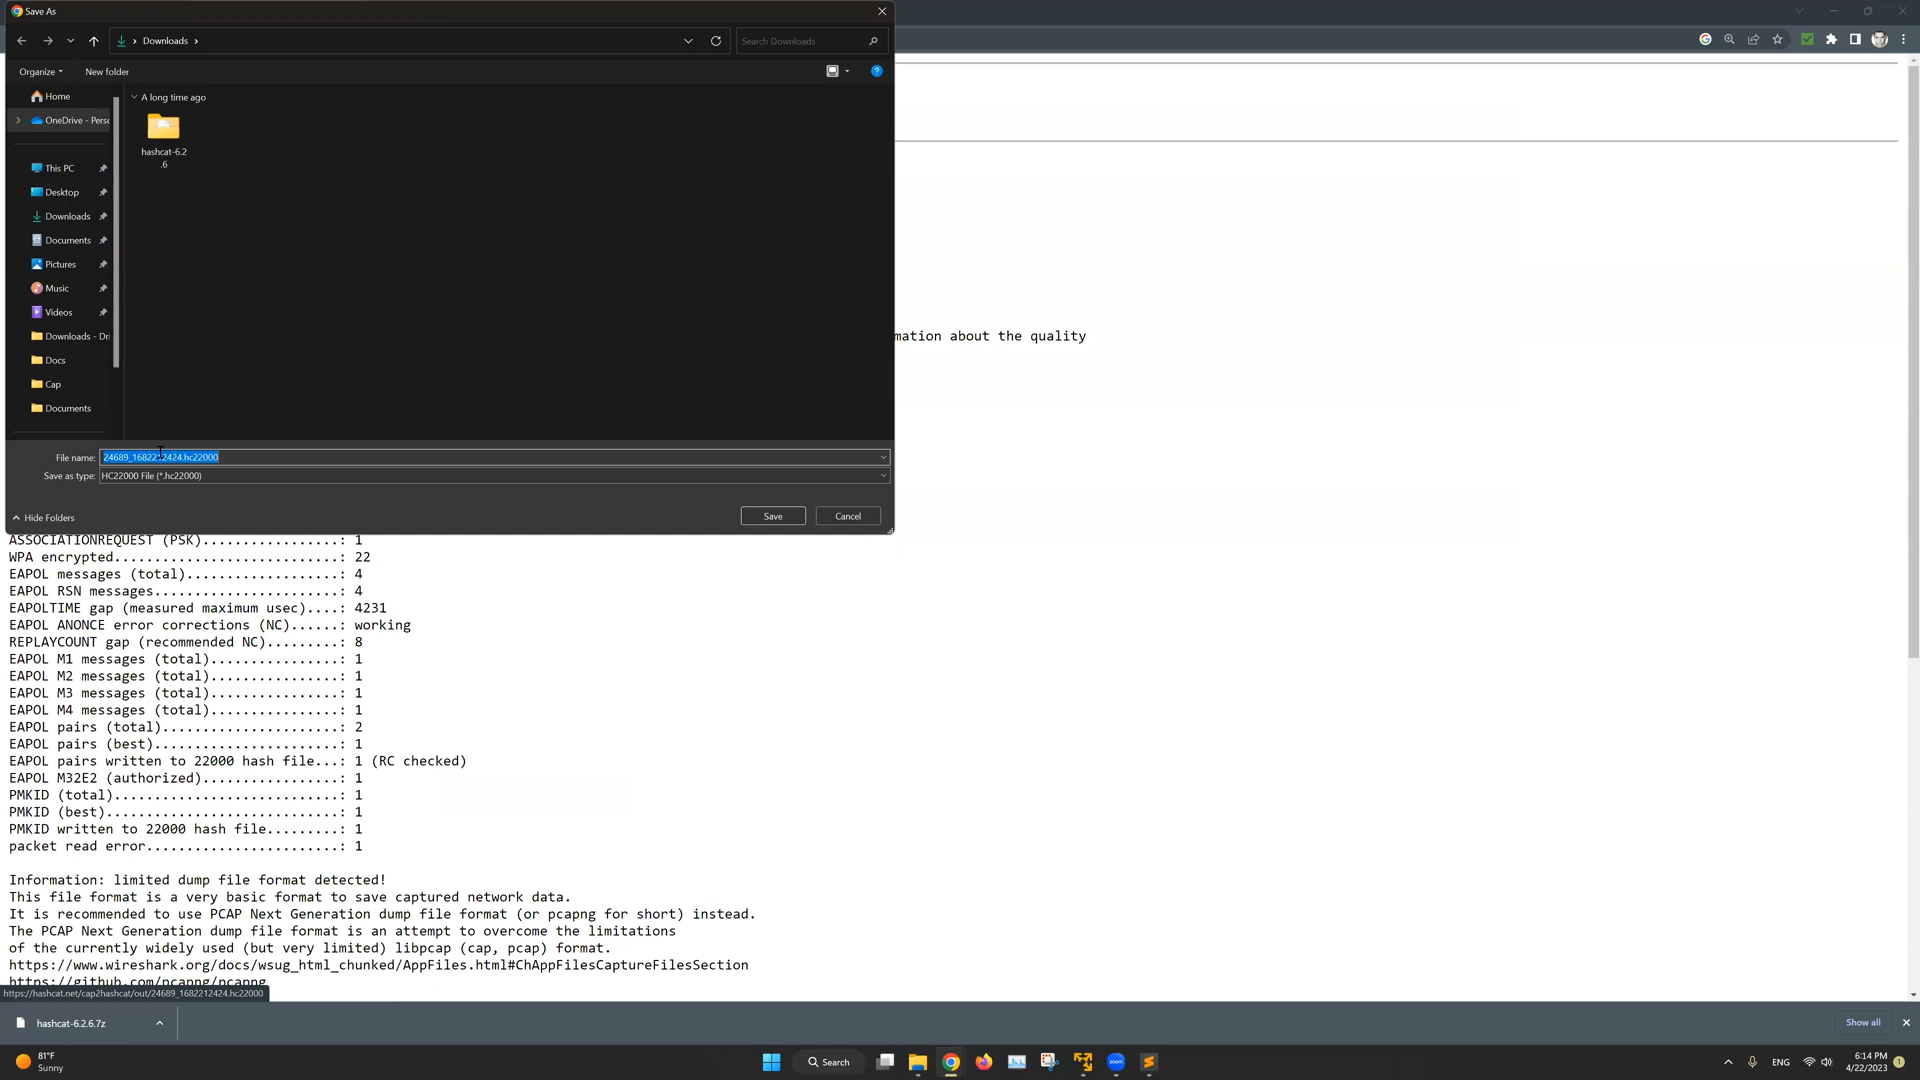 Save As
Downloads
Search Downloads
Organize
New folder
Home
OneDrive - Perso
This PC
Desktop
Downloads
Documents
Pictures
Music
Videos
Downloads - Dri
Docs
Cap
Documents
A long time ago
hashcat-6.2
.6
mation about the quality
File name: 24689_1682212424.hc22000
Save as type: HC22000 File (*.hc22000)
Hide Folders
Save
Cancel
ASSOCIATIONREQUEST (PSK).................: 1
WPA encrypted............................: 22
EAPOL messages (total)...................: 4
EAPOL RSN messages.......................: 4
EAPOLTIME gap (measured maximum usec)....: 4231
EAPOL ANONCE error corrections (NC)......: working
REPLAYCOUNT gap (recommended NC).........: 8
EAPOL M1 messages (total)................: 1
EAPOL M2 messages (total)................: 1
EAPOL M3 messages (total)................: 1
EAPOL M4 messages (total)................: 1
EAPOL pairs (total)......................: 2
EAPOL pairs (best).......................: 1
EAPOL pairs written to 22000 hash file...: 1 (RC checked)
EAPOL M32E2 (authorized).................: 1
PMKID (total)............................: 1
PMKID (best).............................: 1
PMKID written to 22000 hash file.........: 1
packet read error........................: 1
Information: limited dump file format detected!
This file format is a very basic format to save captured network data.
It is recommended to use PCAP Next Generation dump file format (or pcapng for short) instead.
The PCAP Next Generation dump file format is an attempt to overcome the limitations
of the currently widely used (but very limited) libpcap (cap, pcap) format.
https://www.wireshark.org/docs/wsug_html_chunked/AppFiles.html#ChAppFilesCaptureFilesSection
https://github.com/pcapng/pcapng
https://hashcat.net/cap2hashcat/out/24689_1682212424.hc22000
hashcat-6.2.6.7z
Show all
81°F
Sunny
Search
zoom
ENG
6:14 PM
4/22/2023
1